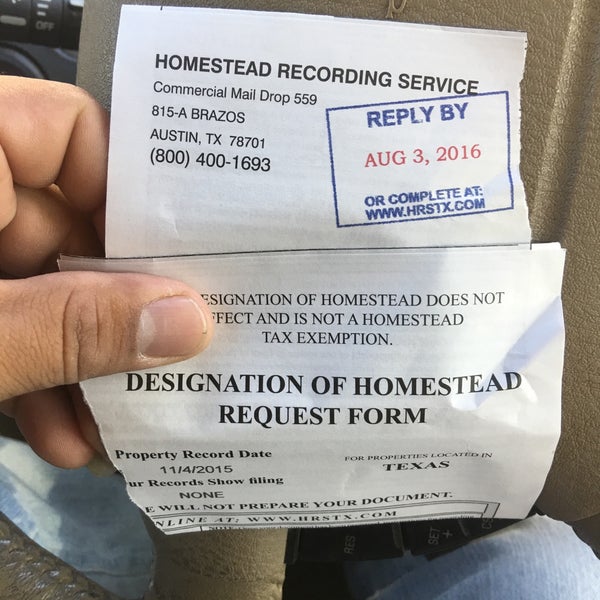 HOMESTEAD RECORDING SERVICE
Commercial Mail Drop 559
815-A BRAZOS
AUSTIN, TX 78701
(800) 400-1693
REPLY BY
AUG 3, 2016
OR COMPLETE AT:
WWW.HRSTX.COM
ESIGNATION OF HOMESTEAD DOES NOT
FFECT AND IS NOT A HOMESTEAD
TAX EXEMPTION.
DESIGNATION OF HOMESTEAD
REQUEST FORM
Property Record Date
11/4/2015
ur Records Show filing
NONE
FOR PROPERTIES LOCATED IN
TEXAS
E WILL NOT PREPARE YOUR DOCUMENT.
NLINE AT: WWW.HRSTX.COM
OFF
RES
SET
+